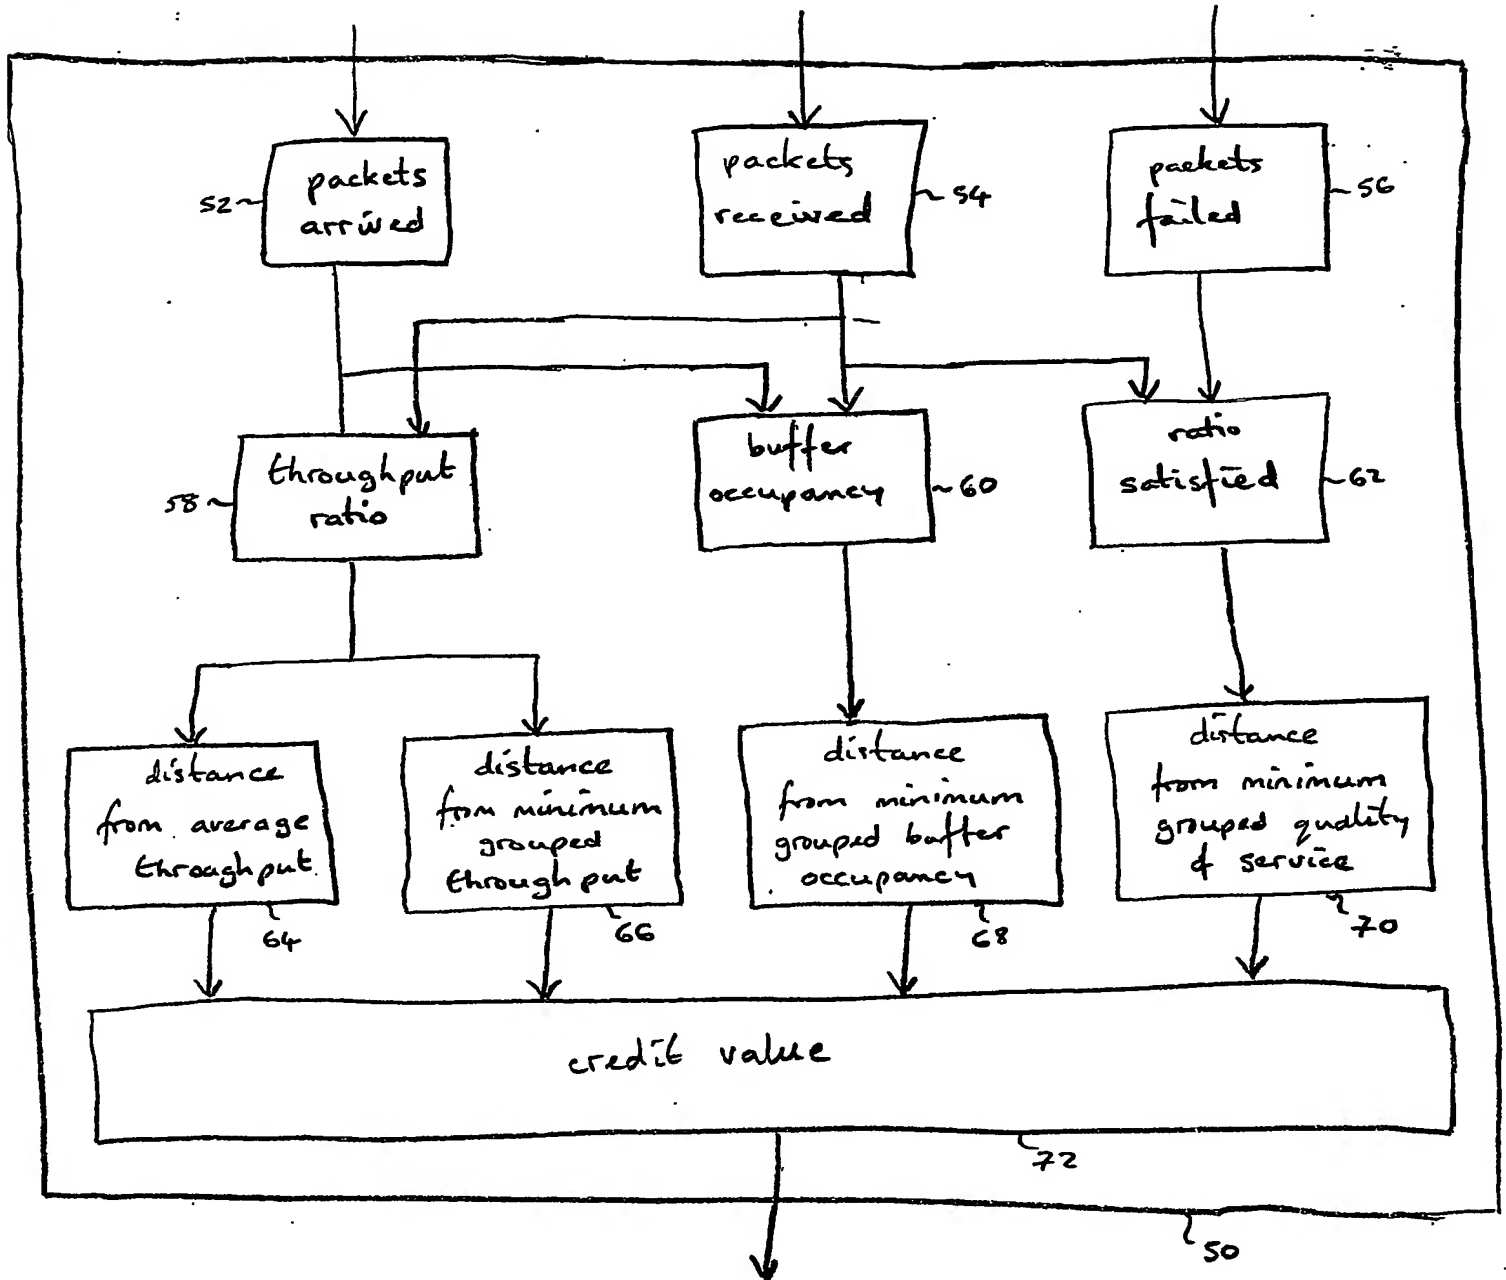 packets
arrived
52
packets
received
54
packets
failed
56
throughput
ratio
58
buffer
occupancy
60
ratio
satisfied
62
distance
from average
throughput
64
distance
from minimum
grouped
throughput
66
distance
from minimum
grouped buffer
occupancy
68
distance
from minimum
grouped quality
of service
70
credit value
72
50